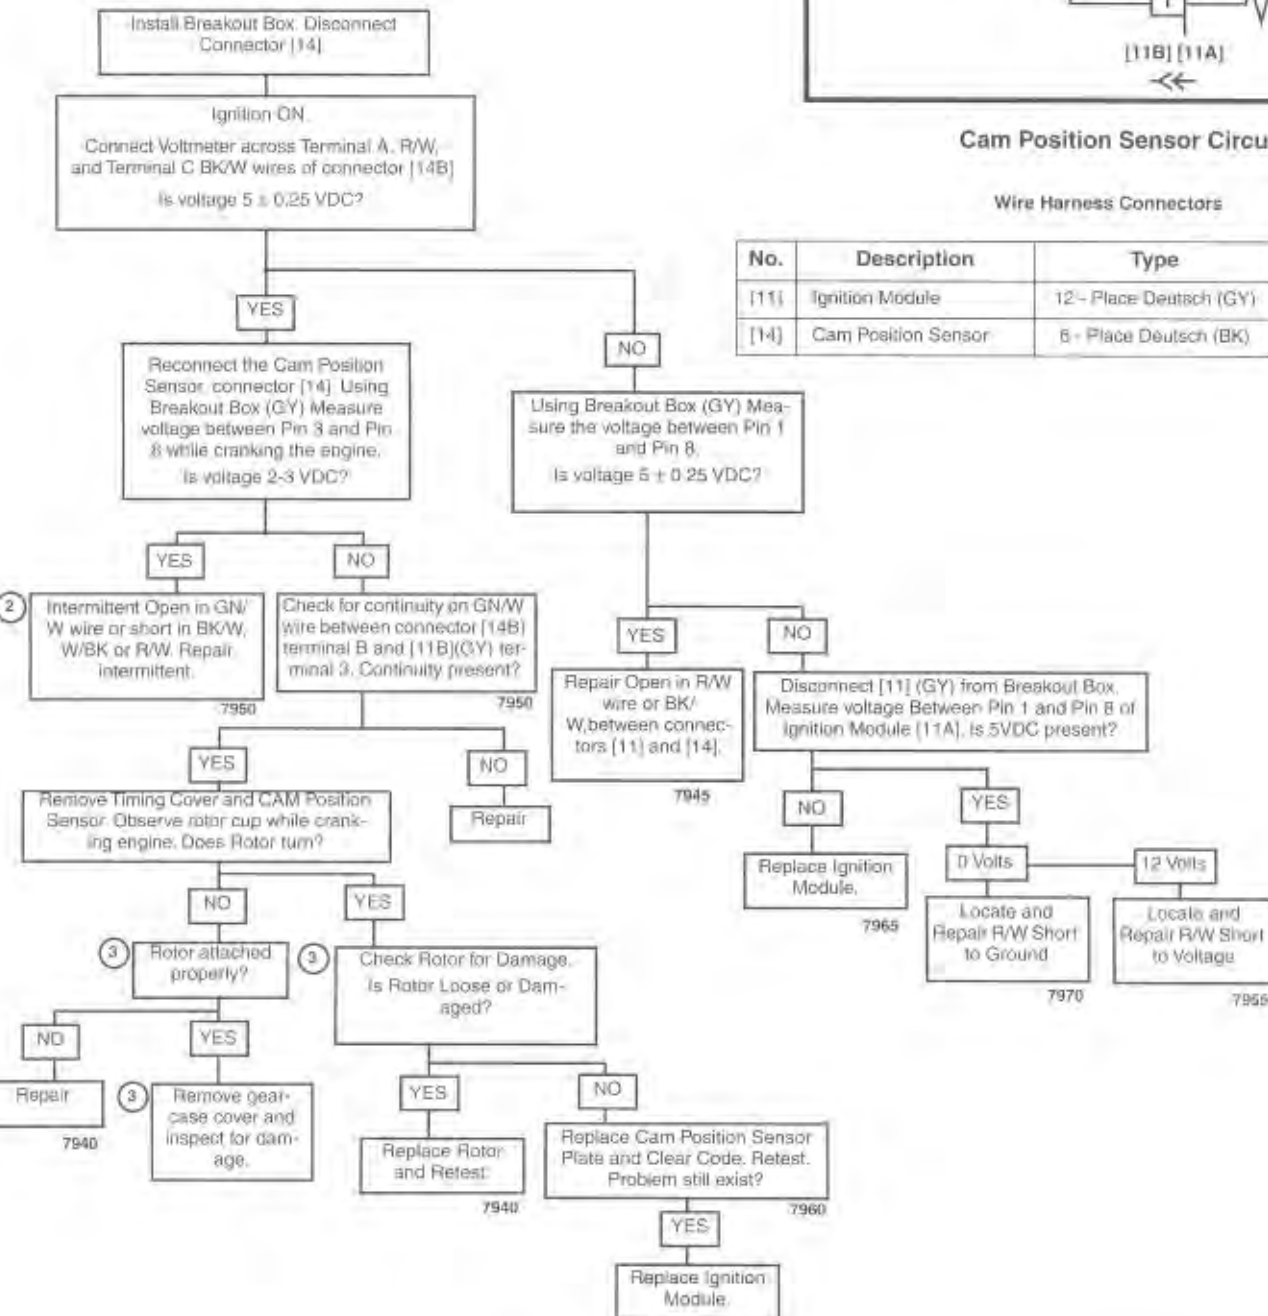 Install Breakout Box. Disconnect
Connector [14]
Ignition ON
Connect Voltmeter across Terminal A, R/W,
and Terminal C BK/W wires of connector [14B]
Is voltage 5 ± 0.25 VDC?
[11B] [11A]
Cam Position Sensor Circu
Wire Harness Connectors
No. Description Type
[11] Ignition Module 12 - Place Deutsch (GY)
[14] Cam Position Sensor 6 - Place Deutsch (BK)
YES
NO
Reconnect the Cam Position
Sensor, connector [14]. Using
Breakout Box (GY) Measure
voltage between Pin 3 and Pin
8 while cranking the engine.
Is voltage 2-3 VDC?
Using Breakout Box (GY) Mea-
sure the voltage between Pin 1
and Pin 8.
Is voltage 5 ± 0.25 VDC?
YES
NO
2
Intermittent Open in GN/
W wire or short in BK/W,
W/BK or R/W. Repair
intermittent.
7950
Check for continuity on GN/W
wire between connector [14B]
terminal B and [11B](GY) ter-
minal 3. Continuity present?
7950
YES
NO
Repair Open in R/W
wire or BK/
W,between connec-
tors [11] and [14].
7945
Disconnect [11] (GY) from Breakout Box.
Measure voltage Between Pin 1 and Pin 8 of
Ignition Module [11A]. Is 5VDC present?
YES
NO
Remove Timing Cover and CAM Position
Sensor. Observe rotor cup while crank-
ing engine. Does Rotor turn?
Repair
NO
YES
Replace Ignition
Module.
7965
0 Volts
12 Volts
Locate and
Repair R/W Short
to Ground
7970
Locate and
Repair R/W Short
to Voltage
7955
NO
YES
3
Rotor attached
properly?
3
Check Rotor for Damage.
Is Rotor Loose or Dam-
aged?
NO
YES
Repair
7940
3
Remove gear-
case cover and
inspect for dam-
age.
YES
NO
Replace Rotor
and Retest.
7940
Replace Cam Position Sensor
Plate and Clear Code. Retest.
Problem still exist?
7960
YES
Replace Ignition
Module.